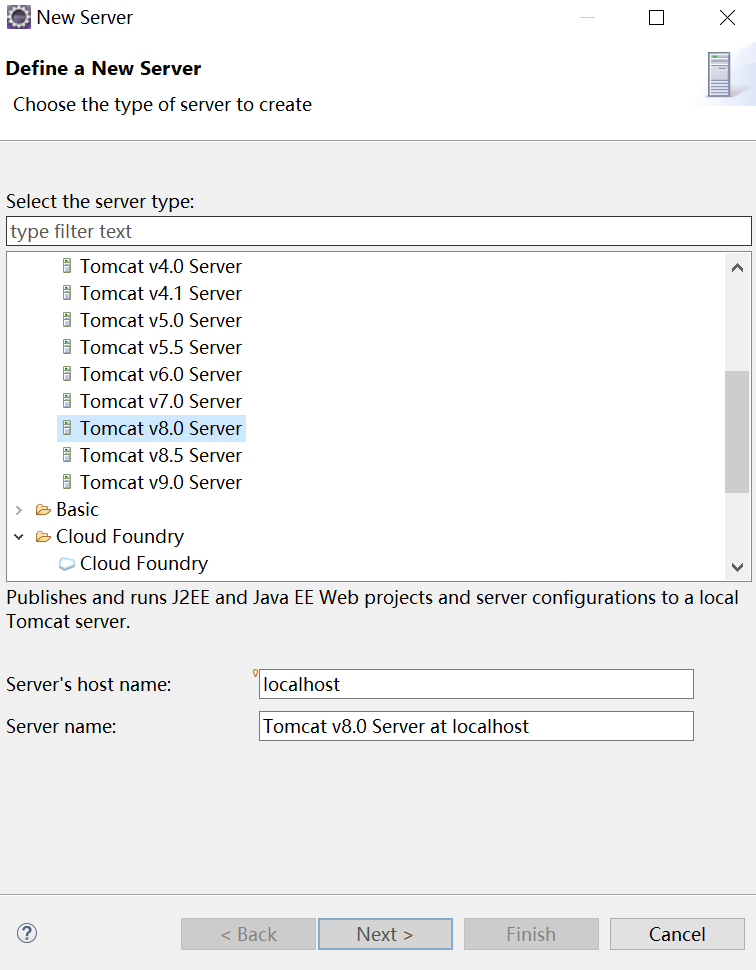 New Server
Define a New Server
Choose the type of server to create
Select the server type:
type filter text
Tomcat v4.0 Server
Tomcat v4.1 Server
Tomcat v5.0 Server
Tomcat v5.5 Server
Tomcat v6.0 Server
Tomcat v7.0 Server
Tomcat v8.0 Server
Tomcat v8.5 Server
Tomcat v9.0 Server
Basic
Cloud Foundry
Cloud Foundry
Publishes and runs J2EE and Java EE Web projects and server configurations to a local
Tomcat server.
Server's host name: localhost
Server name: Tomcat v8.0 Server at localhost
? < Back Next > Finish Cancel